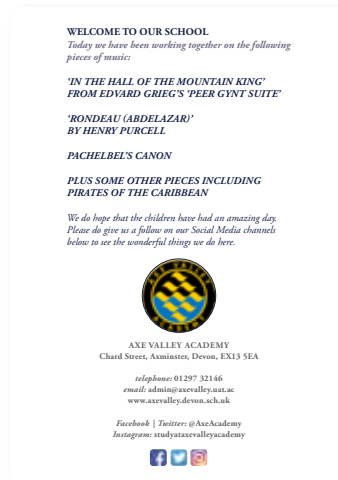 WELCOME TO OUR SCHOOL
Today we have been working together on the following
pieces of music:
‘IN THE HALL OF THE MOUNTAIN KING’
FROM EDVARD GRIEG’S ‘PEER GYNT SUITE’
‘RONDEAU (ABDELAZAR)’
BY HENRY PURCELL
PACHELBEL’S CANON
PLUS SOME OTHER PIECES INCLUDING
PIRATES OF THE CARIBBEAN
We do hope that the children have had an amazing day.
Please do give us a follow on our Social Media channels
below to see the wonderful things we do here.
AXE VALLEY
ACADEMY
AXE VALLEY ACADEMY
Chard Street, Axminster, Devon, EX13 5EA
telephone: 01297 32146
email: admin@axevalley.uat.ac
www.axevalley.devon.sch.uk
Facebook | Twitter: @AxeAcademy
Instagram: studyataxevalleyacademy